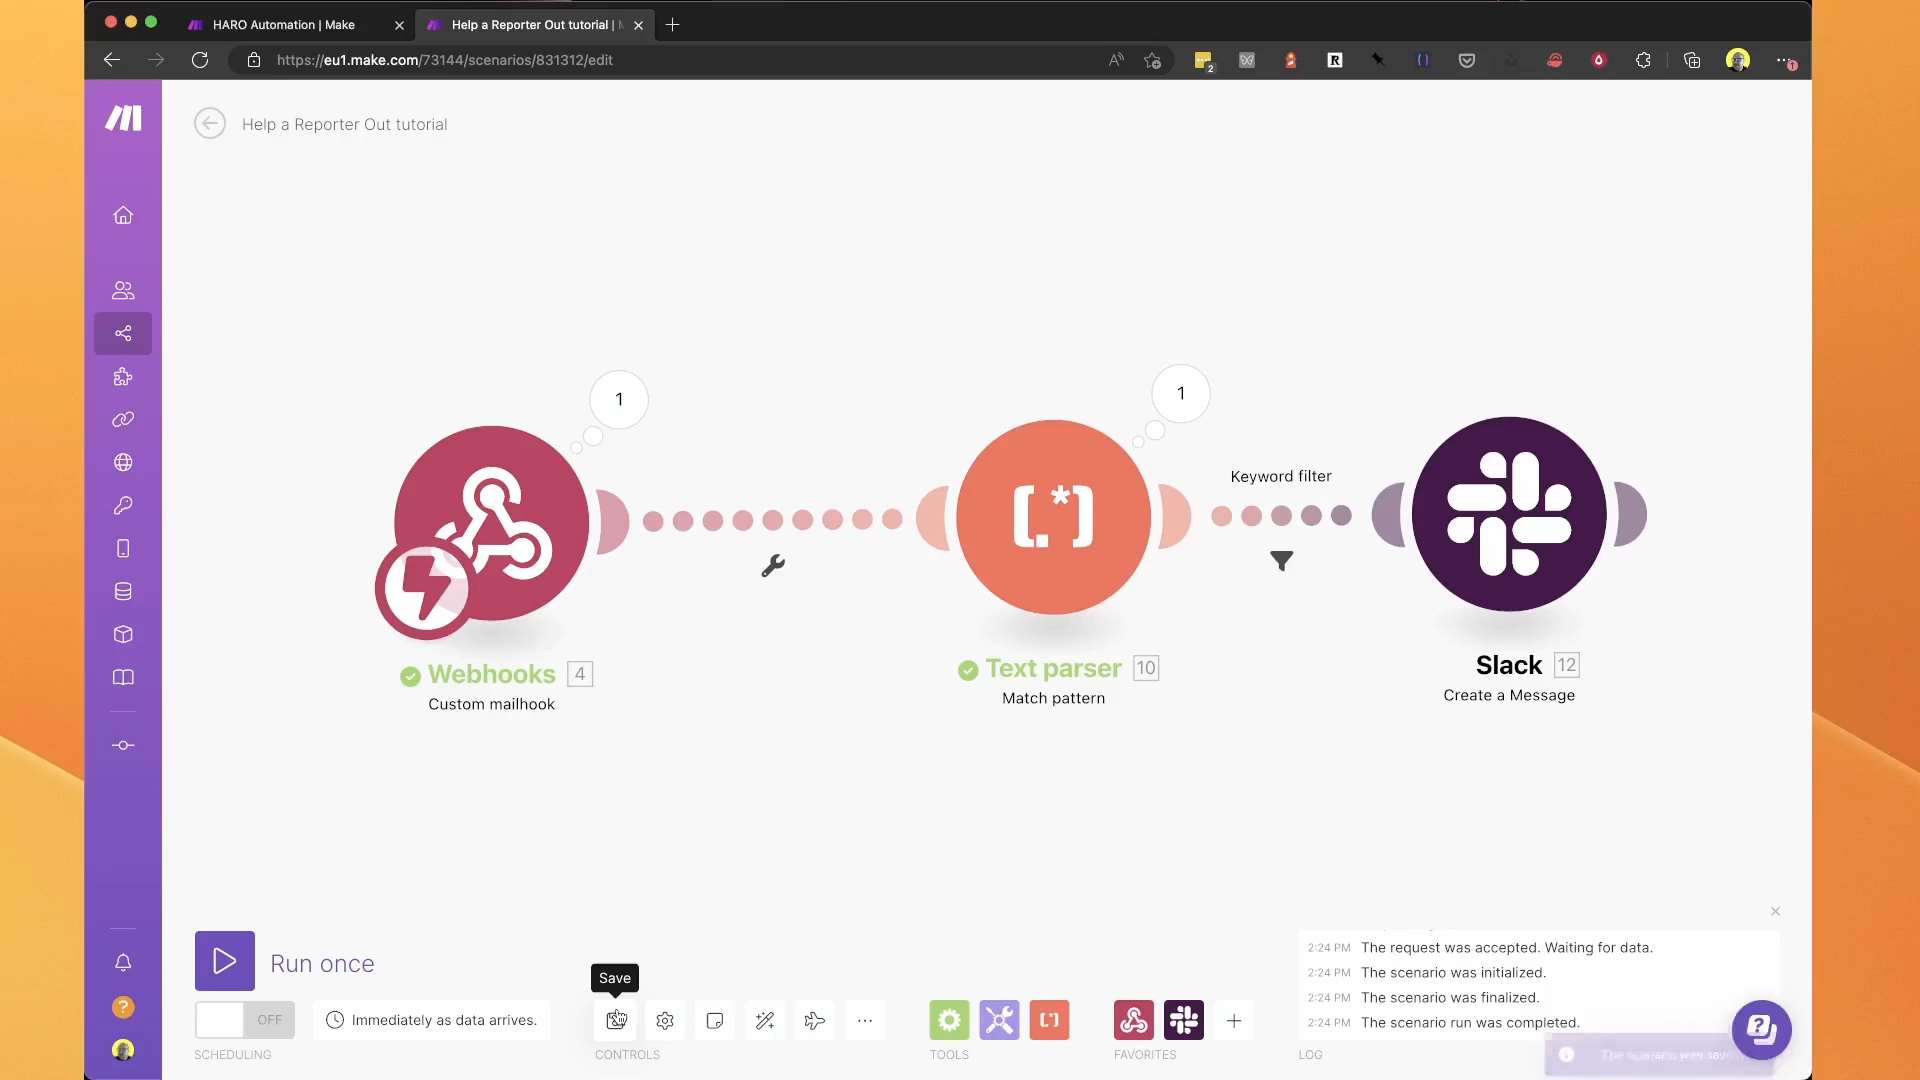 HARO Automation | Make
Help a Reporter Out tutorial |
https://eu1.make.com/73144/scenarios/831312/edit
2
R
Help a Reporter Out tutorial
1
1
Keyword filter
Webhooks 4
Custom mailhook
Text parser 10
Match pattern
Slack 12
Create a Message
Run once
Save
OFF
Immediately as data arrives.
SCHEDULING
CONTROLS
TOOLS
FAVORITES
LOG
2:24 PM The request was accepted. Waiting for data.
2:24 PM The scenario was initialized.
2:24 PM The scenario was finalized.
2:24 PM The scenario run was completed.
The scenario was